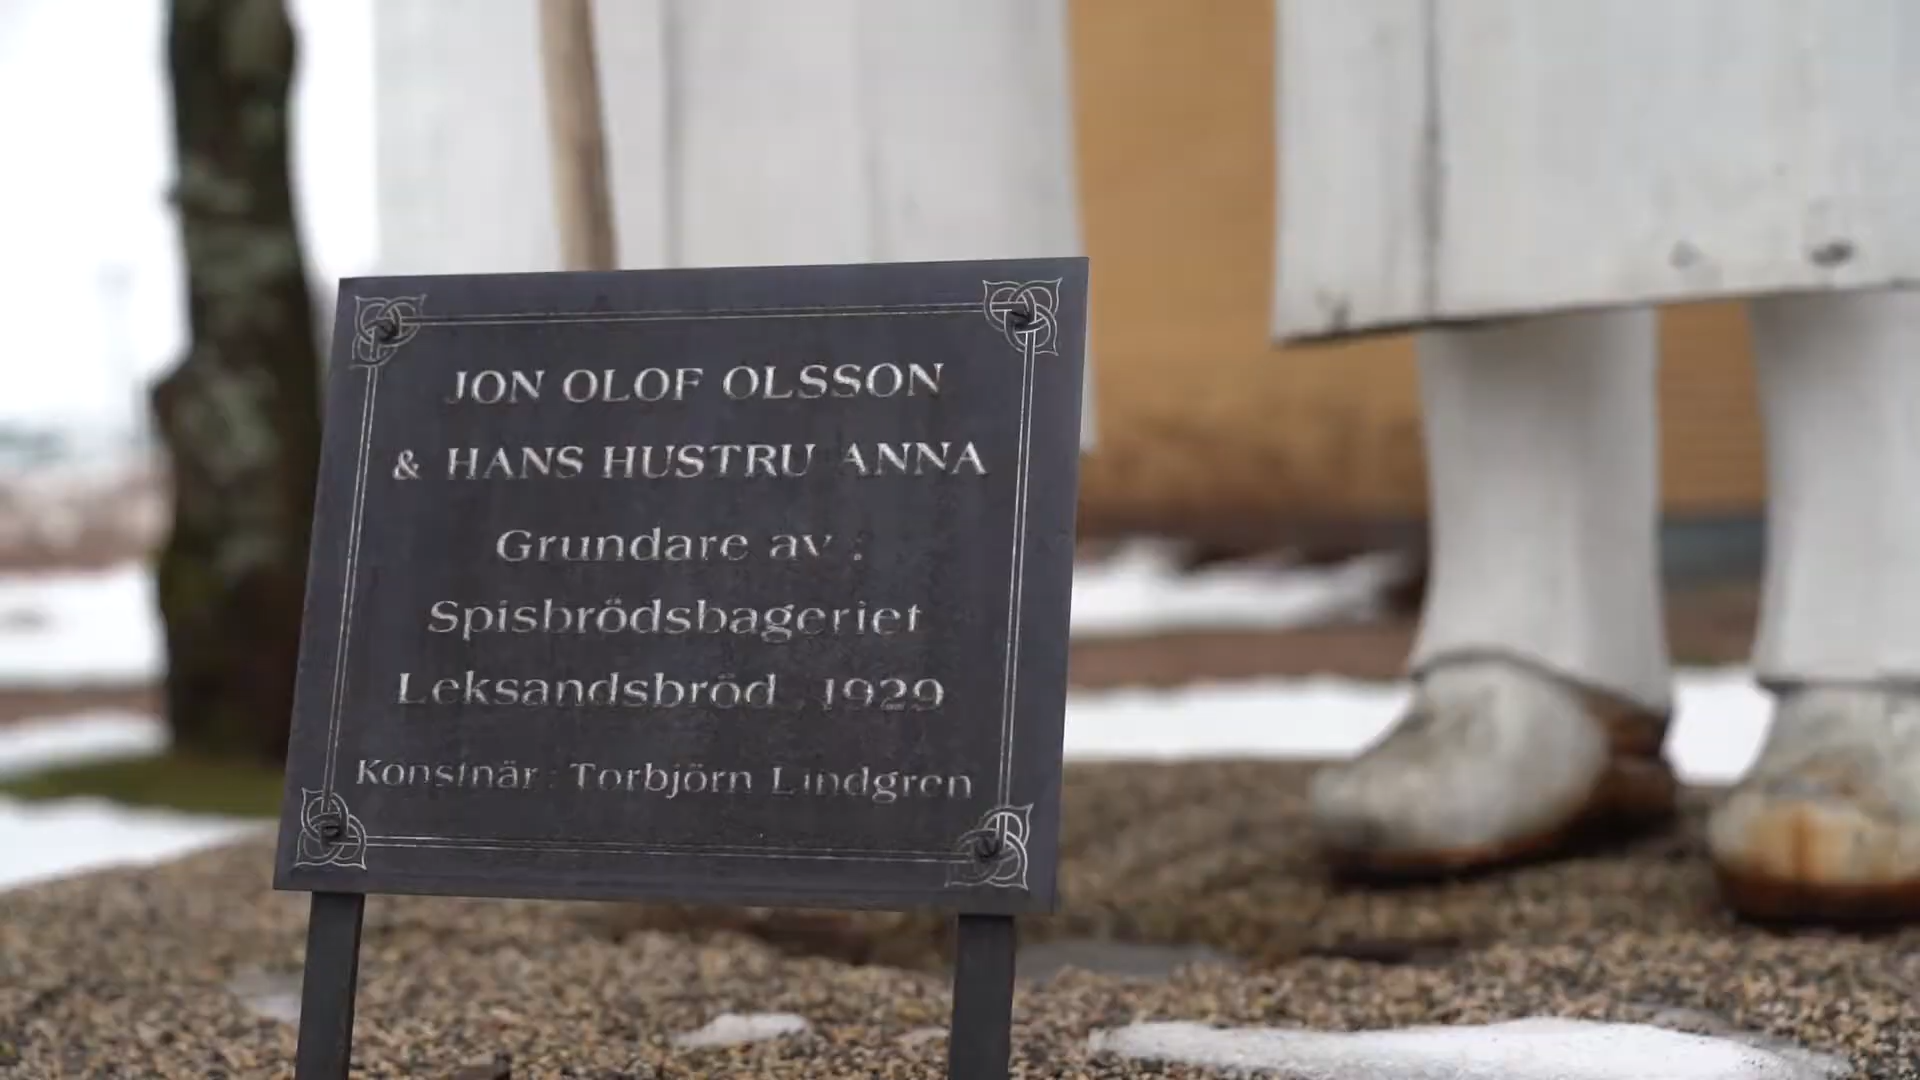 JON OLOF OLSSON
& HANS HUSTRU ANNA
Grundare av :
Spisbrödsbageriet
Leksandsbröd . 1929
Konstnär : Torbjörn Lindgren